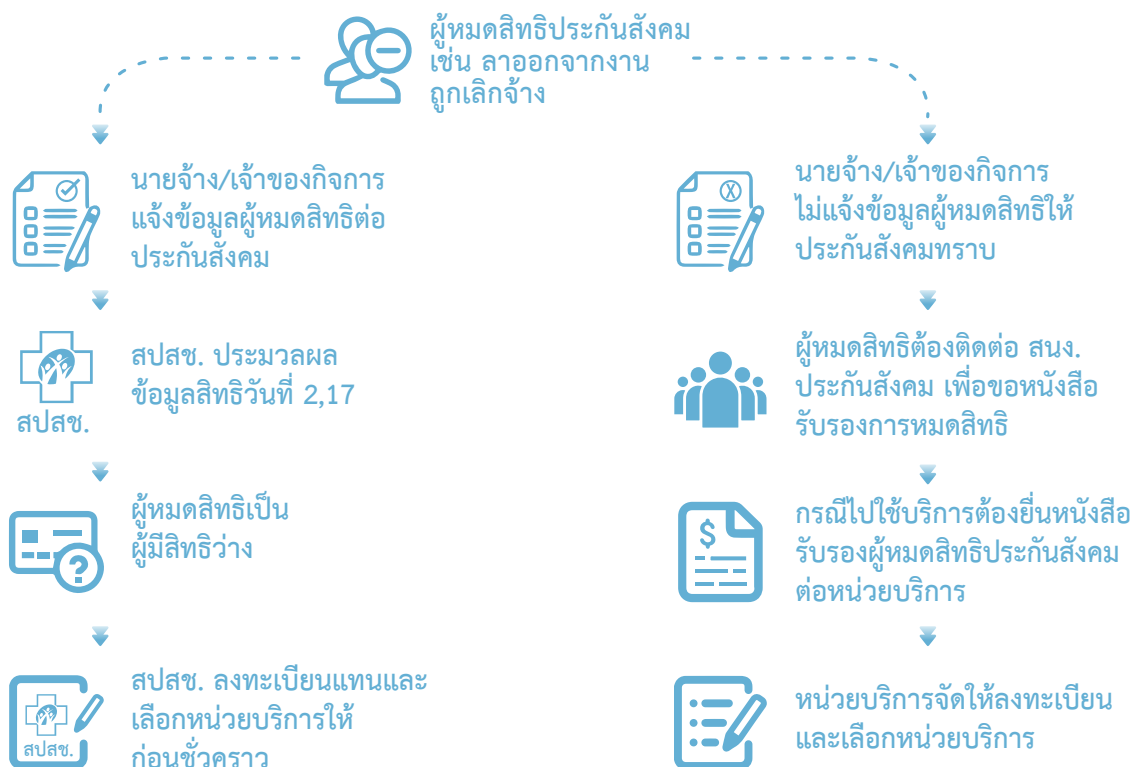 ผู้หมดสิทธิประกันสังคม
เช่น ลาออกจากงาน
ถูกเลิกจ้าง
นายจ้าง/เจ้าของกิจการ
แจ้งข้อมูลผู้หมดสิทธิต่อ
ประกันสังคม
สปสช.
สปสช. ประมวลผล
ข้อมูลสิทธิวันที่ 2,17
ผู้หมดสิทธิเป็น
ผู้มีสิทธิว่าง
สปสช.
สปสช. ลงทะเบียนแทนและ
เลือกหน่วยบริการให้
ก่อนชั่วคราว
X
นายจ้าง/เจ้าของกิจการ
ไม่แจ้งข้อมูลผู้หมดสิทธิให้
ประกันสังคมทราบ
ผู้หมดสิทธิต้องติดต่อ สนง.
ประกันสังคม เพื่อขอหนังสือ
รับรองการหมดสิทธิ
$
กรณีไปใช้บริการต้องยื่นหนังสือ
รับรองผู้หมดสิทธิประกันสังคม
ต่อหน่วยบริการ
หน่วยบริการจัดให้ลงทะเบียน
และเลือกหน่วยบริการ